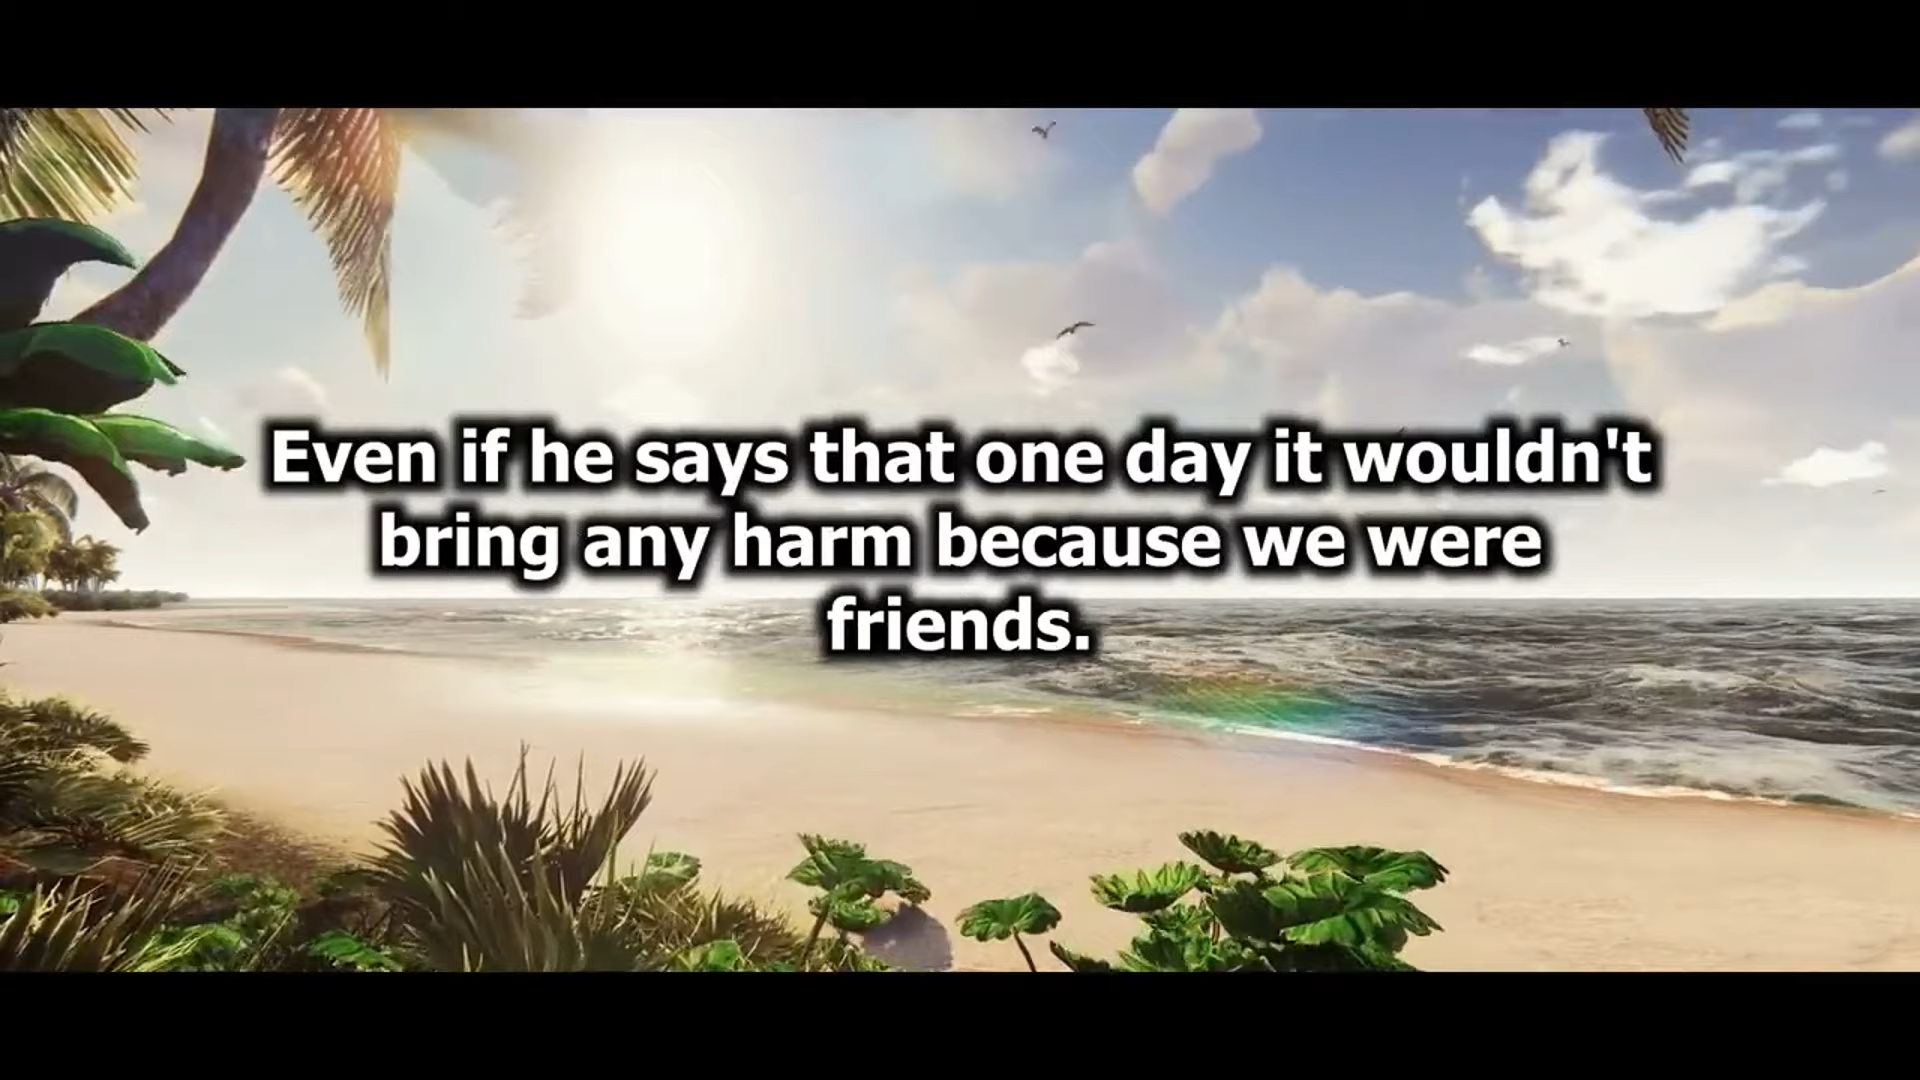 Even if he says that one day it wouldn't
bring any harm because we were
friends.